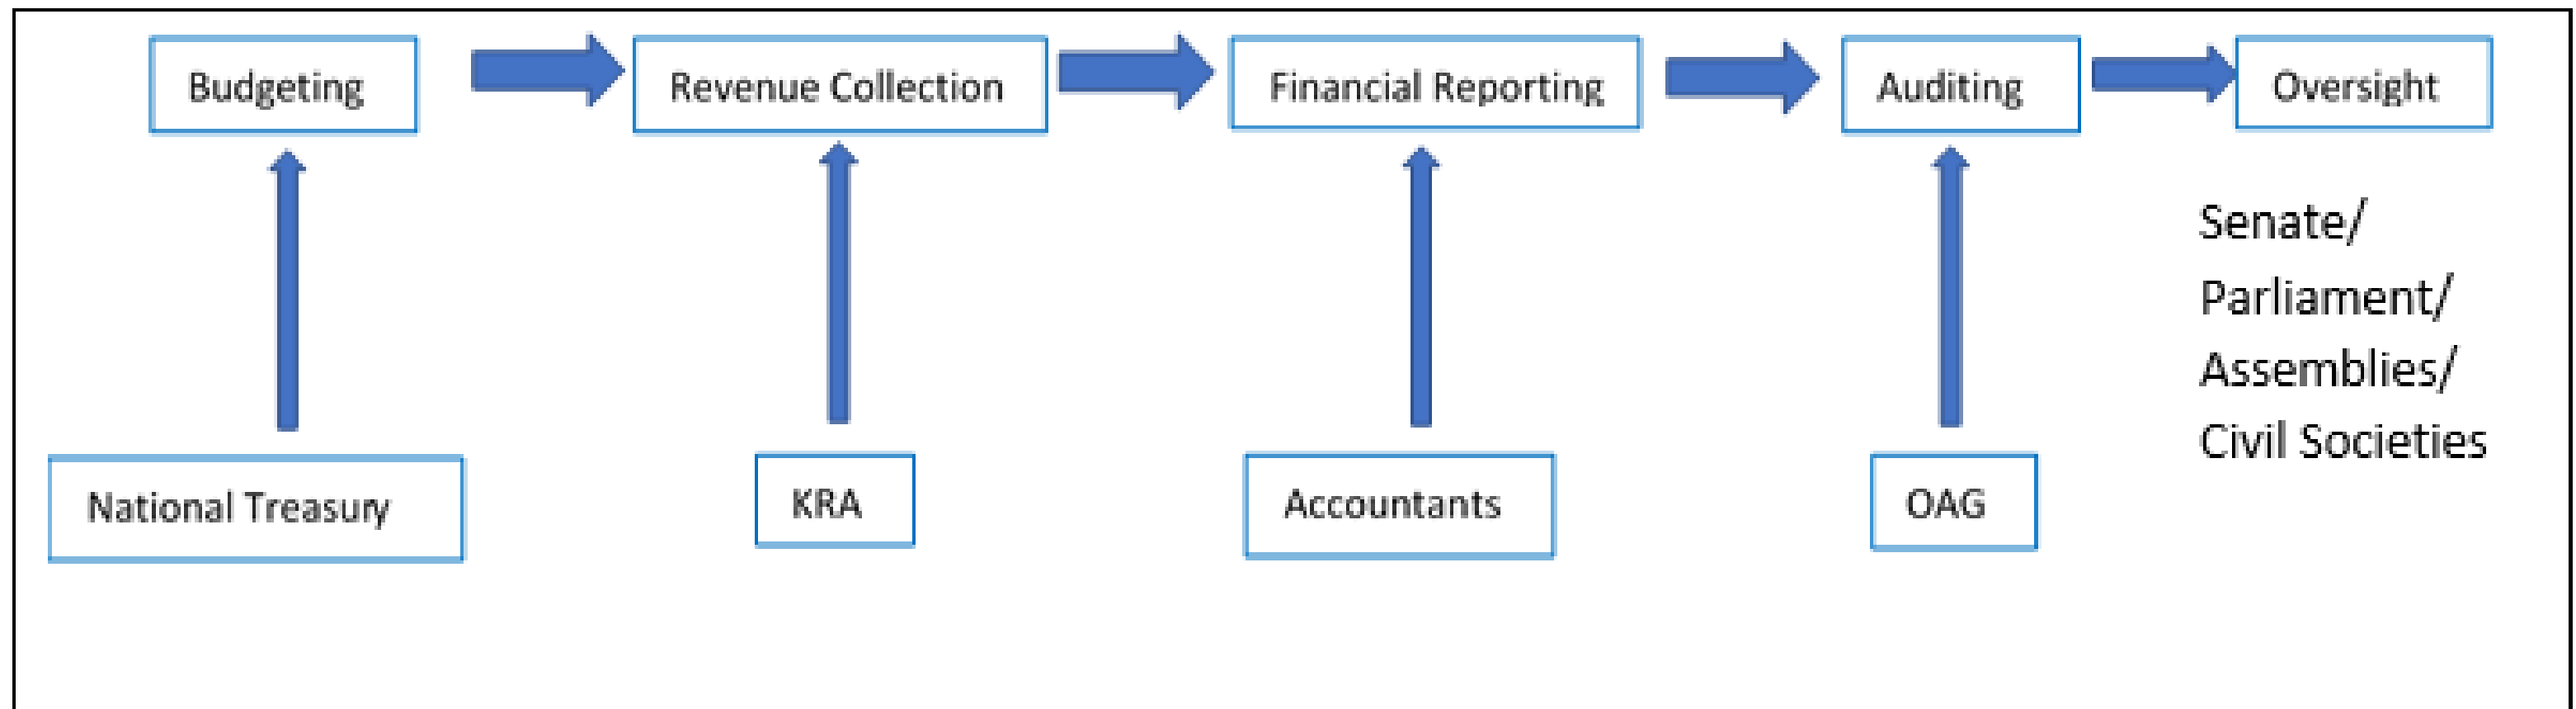 Budgeting
Revenue Collection
Financial Reporting
Auditing
Oversight
Senate/
Parliament/
Assemblies/
Civil Societies
National Treasury
KRA
Accountants
OAG